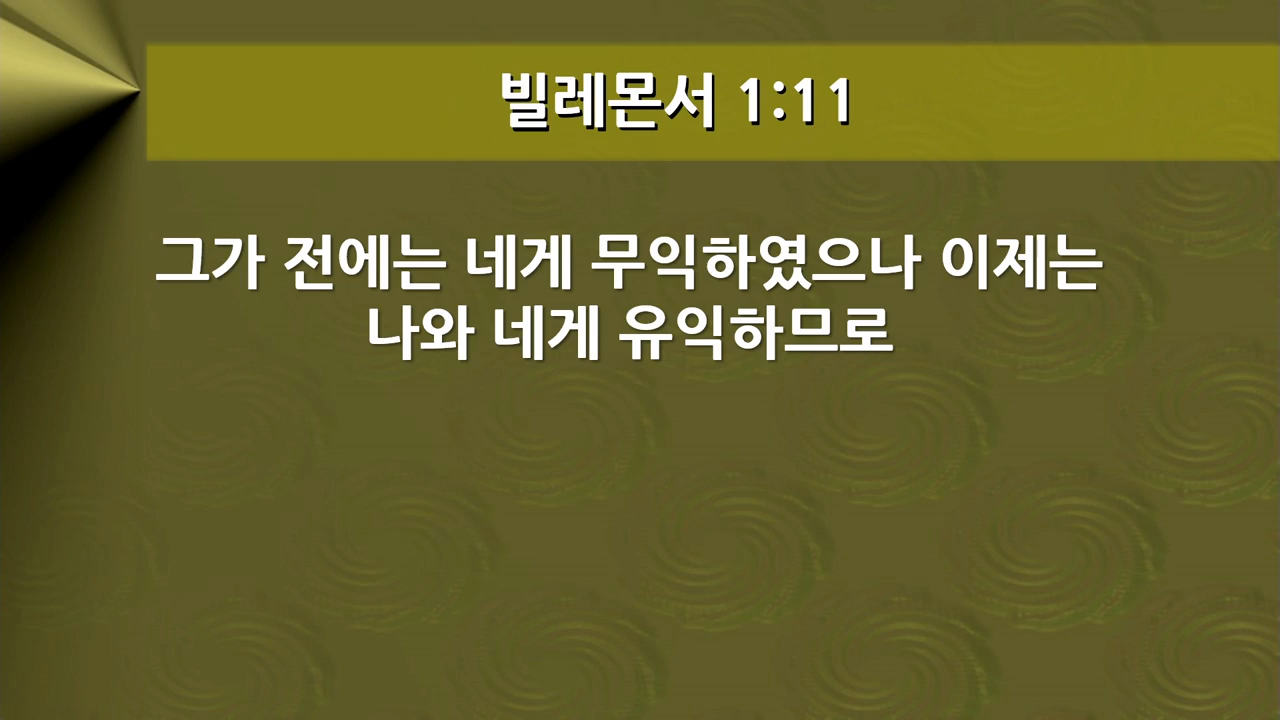 빌레몬서 1:11
그가 전에는 네게 무익하였으나 이제는
나와 네게 유익하므로